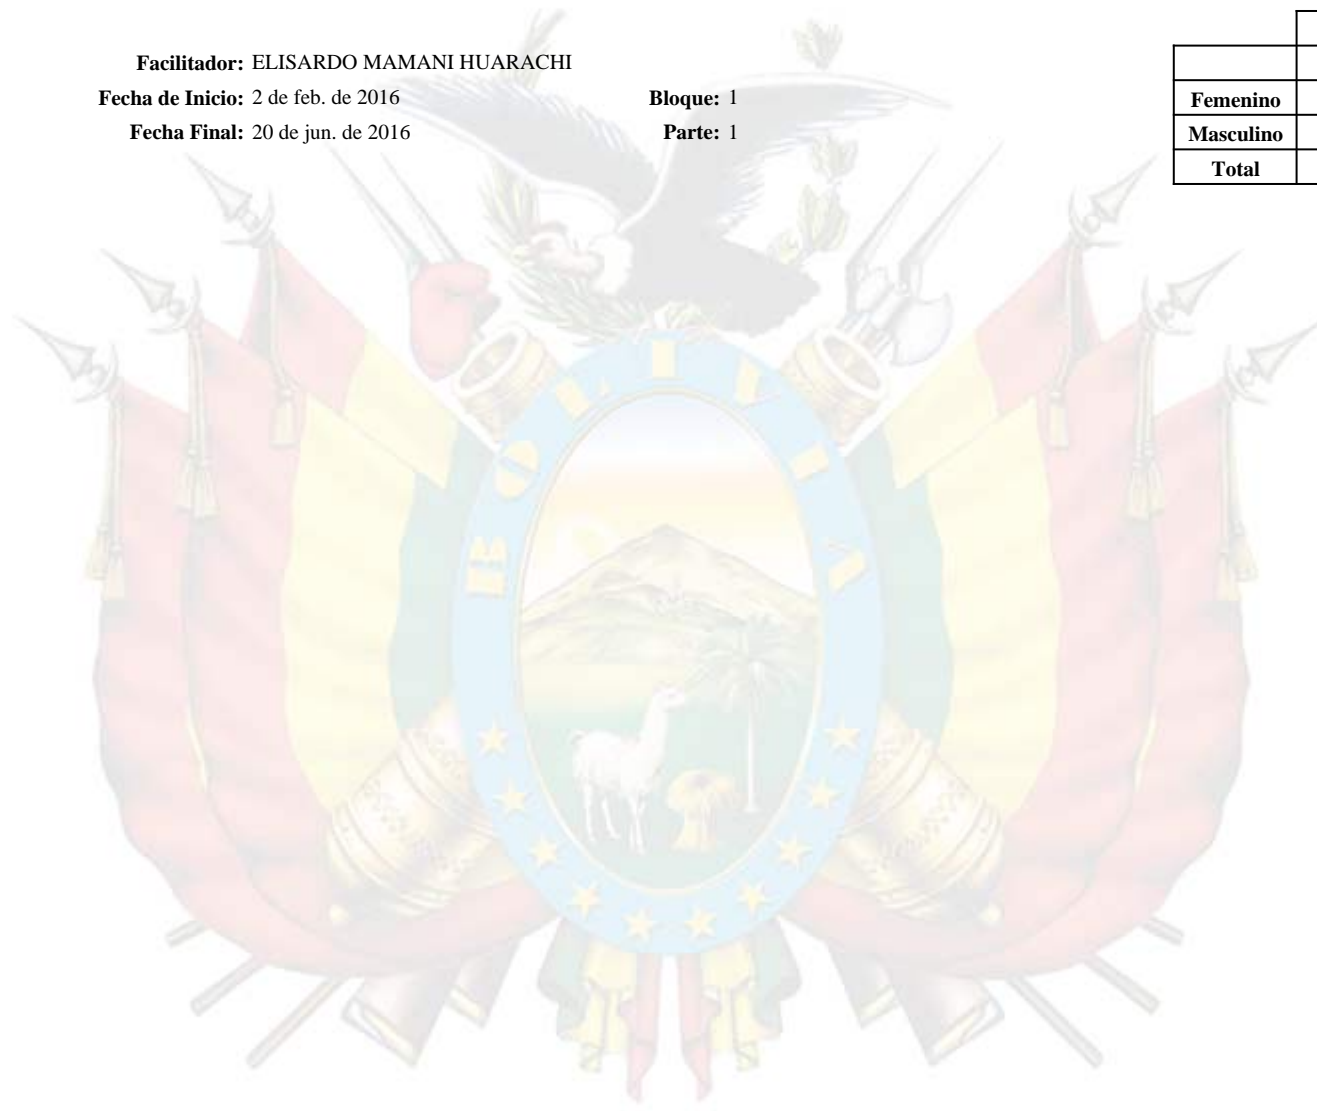 Facilitador: ELISARDO MAMANI HUARACHI
Fecha de Inicio: 2 de feb. de 2016 Bloque: 1
Fecha Final: 20 de jun. de 2016 Parte: 1
Femenino
Masculino
Total
BOLIVIA